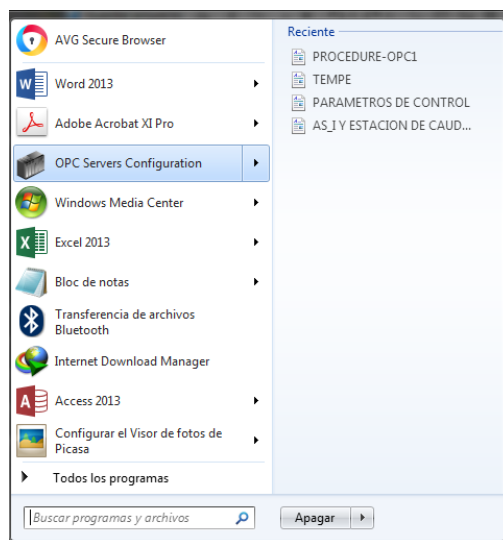 AVG Secure Browser
Word 2013
Adobe Acrobat XI Pro
OPC Servers Configuration
Windows Media Center
Excel 2013
Bloc de notas
Transferencia de archivos
Bluetooth
Internet Download Manager
Access 2013
Configurar el Visor de fotos de
Picasa
Todos los programas
Buscar programas y archivos
Reciente
PROCEDURE-OPC1
TEMPE
PARAMETROS DE CONTROL
AS_I Y ESTACION DE CAUD...
Apagar